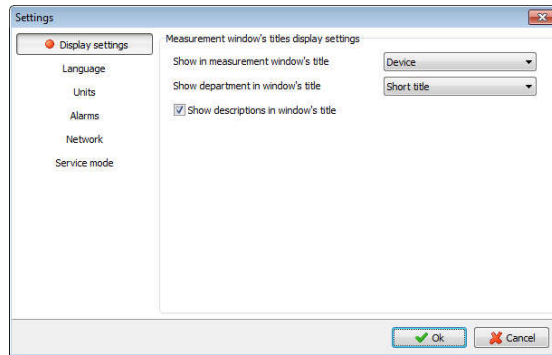 Settings
Display settings
Language
Units
Alarms
Network
Service mode
Measurement window's titles display settings
Show in measurement window's title Device
Show department in window's title Short title
Show descriptions in window's title
Ok Cancel